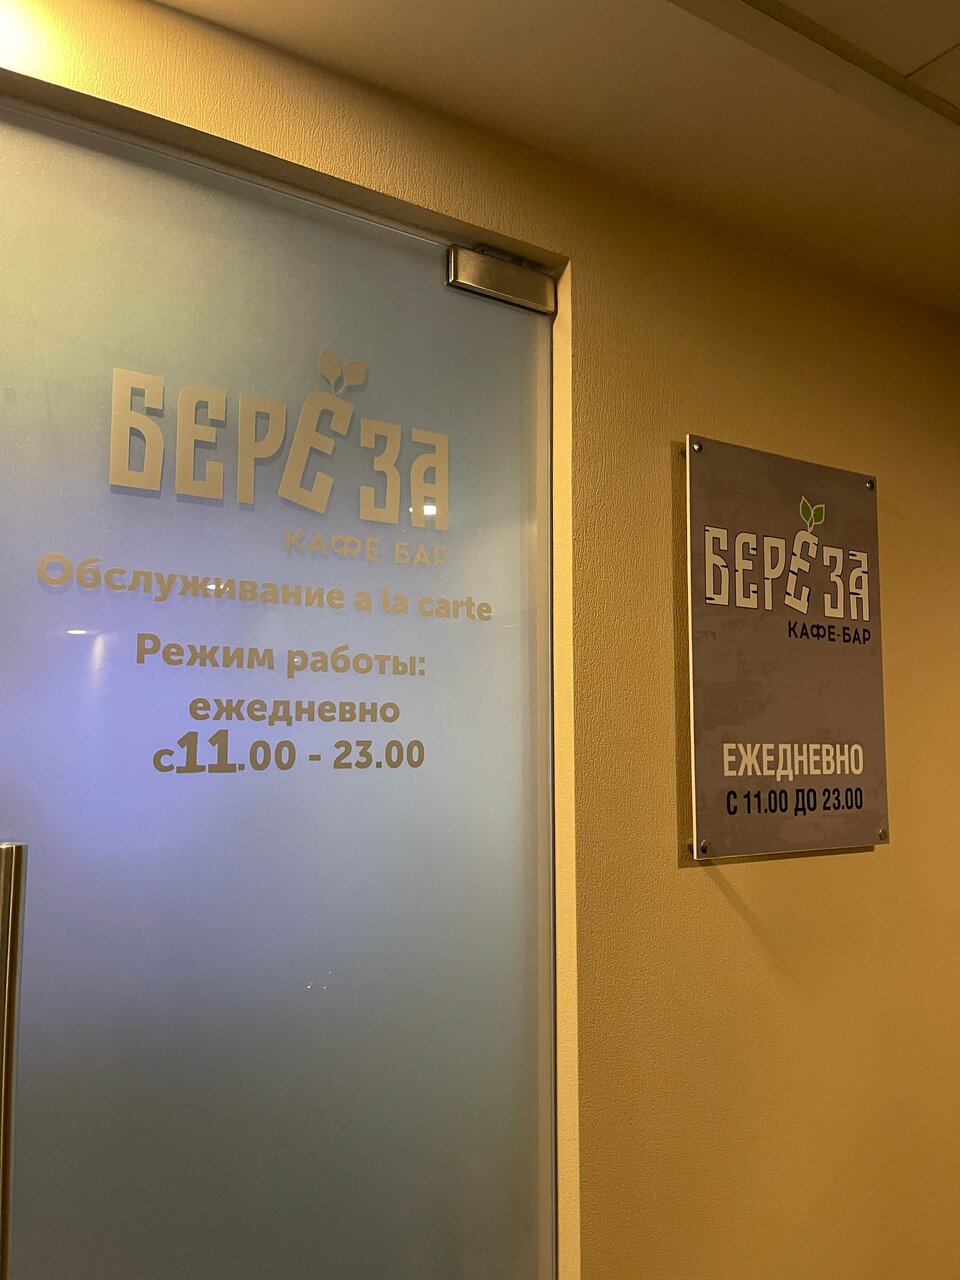 БЕРЁЗА
КАФЕ-БАР
Обслуживание a la carte
Режим работы:
ежедневно
с11.00 - 23.00
БЕРЁЗА
КАФЕ-БАР
ЕЖЕДНЕВНО
С 11.00 ДО 23.00